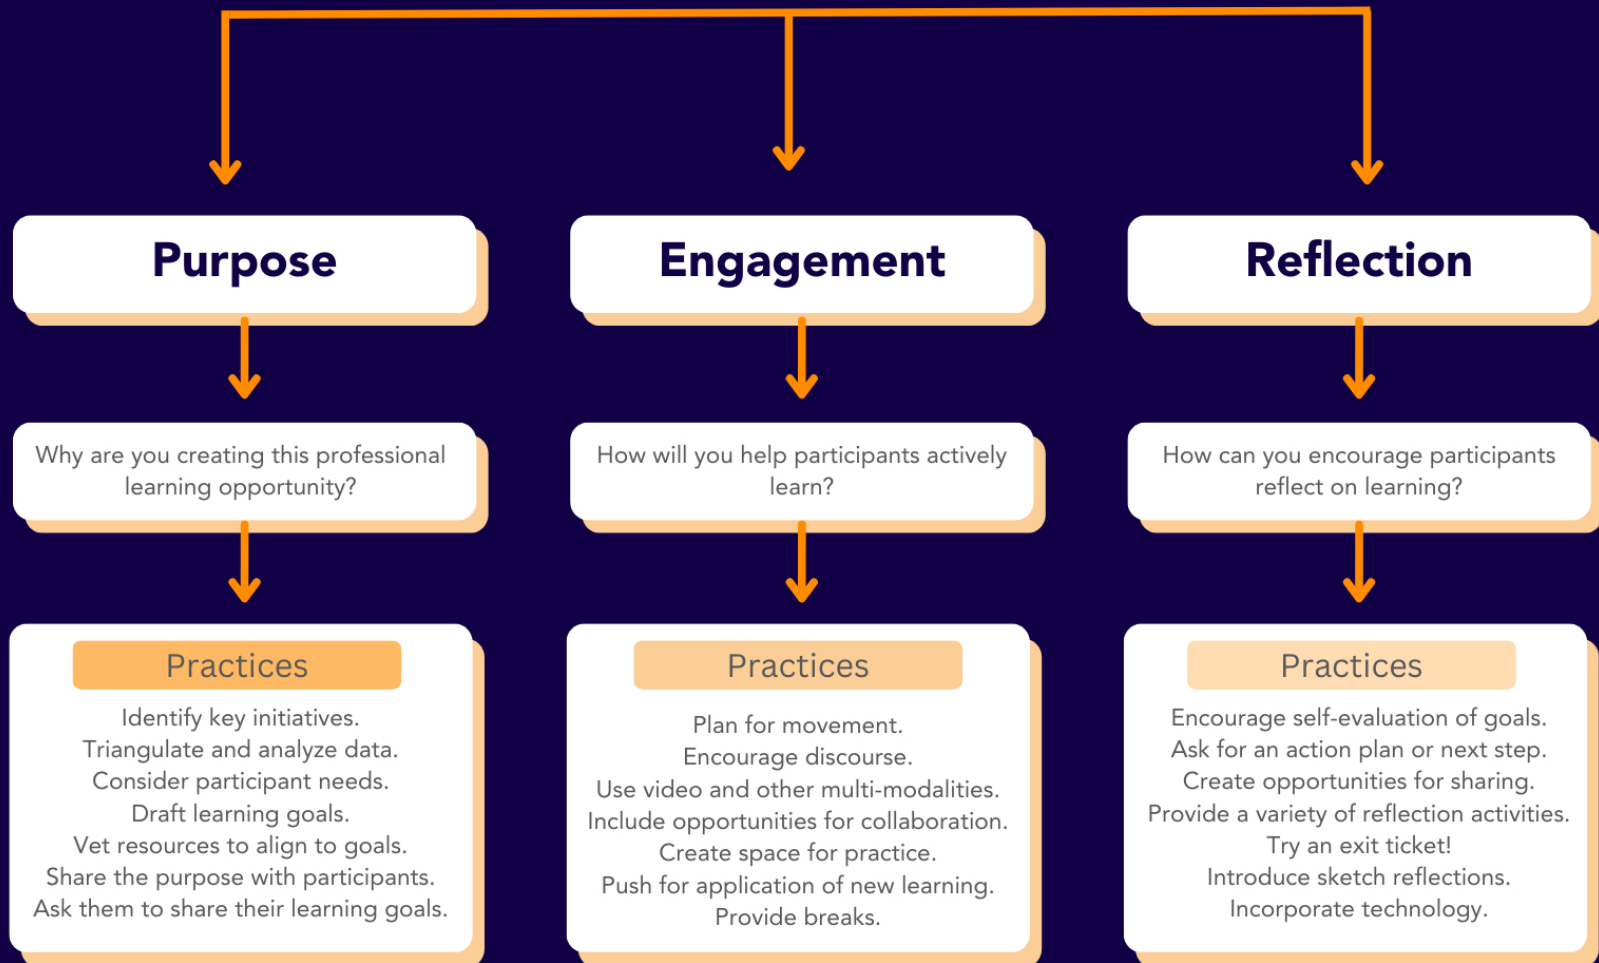 Purpose
Why are you creating this professional
learning opportunity?
Practices
Identify key initiatives.
Triangulate and analyze data.
Consider participant needs.
Draft learning goals.
Vet resources to align to goals.
Share the purpose with participants.
Ask them to share their learning goals.
Engagement
How will you help participants actively
learn?
Practices
Plan for movement.
Encourage discourse.
Use video and other multi-modalities.
Include opportunities for collaboration.
Create space for practice.
Push for application of new learning.
Provide breaks.
Reflection
How can you encourage participants
reflect on learning?
Practices
Encourage self-evaluation of goals.
Ask for an action plan or next step.
Create opportunities for sharing.
Provide a variety of reflection activities.
Try an exit ticket!
Introduce sketch reflections.
Incorporate technology.